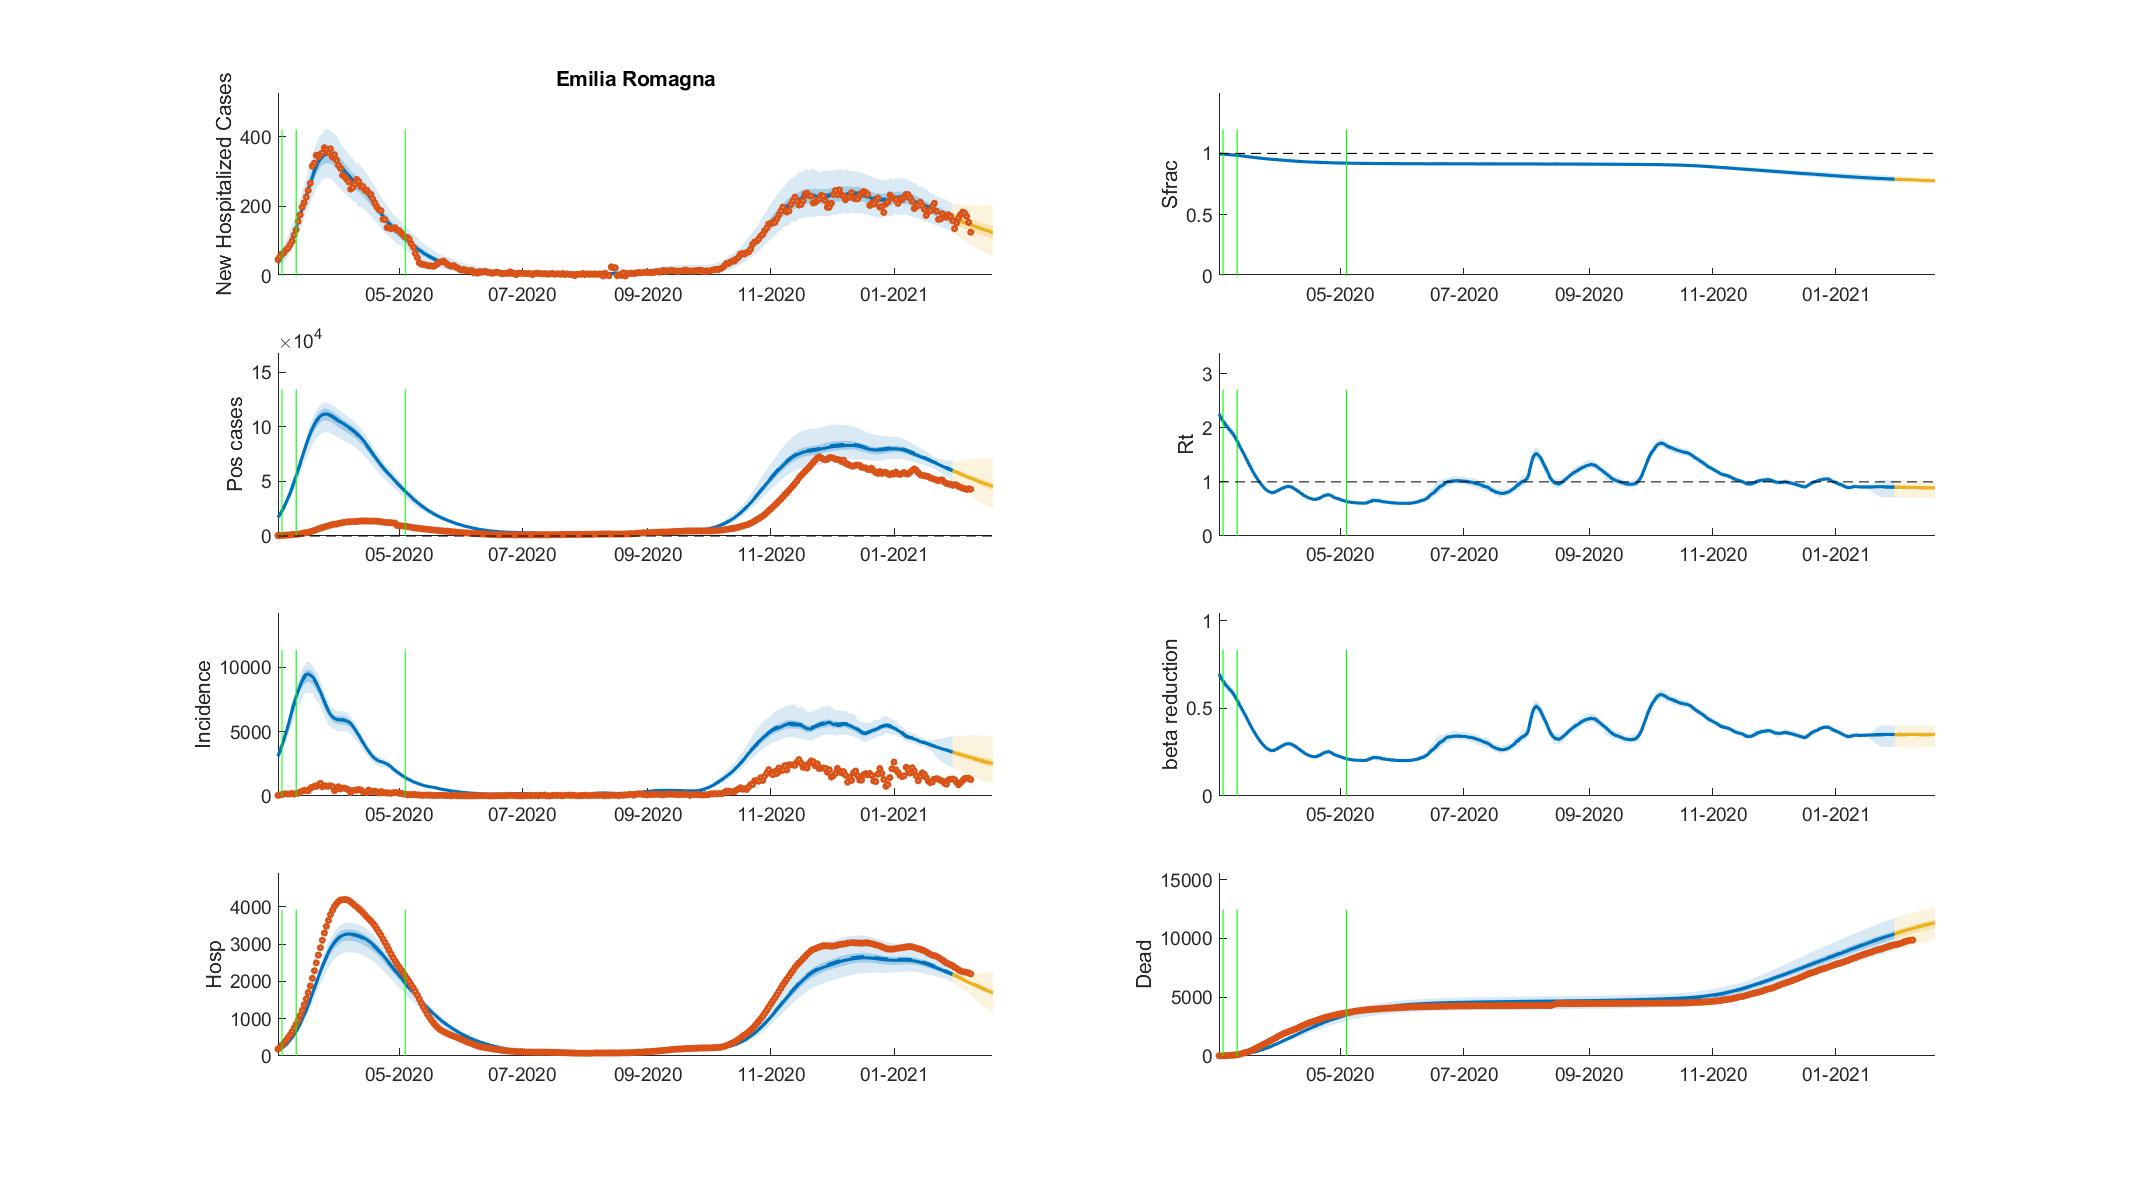 Emilia Romagna
New Hospitalized Cases
400
200
0
05-2020 07-2020 09-2020 11-2020 01-2021
Sfrac
1
0.5
0
05-2020 07-2020 09-2020 11-2020 01-2021
×10^4
Pos cases
15
10
5
0
05-2020 07-2020 09-2020 11-2020 01-2021
Rt
3
2
1
0
05-2020 07-2020 09-2020 11-2020 01-2021
Incidence
10000
5000
0
05-2020 07-2020 09-2020 11-2020 01-2021
beta reduction
1
0.5
0
05-2020 07-2020 09-2020 11-2020 01-2021
Hosp
4000
3000
2000
1000
0
05-2020 07-2020 09-2020 11-2020 01-2021
Dead
15000
10000
5000
0
05-2020 07-2020 09-2020 11-2020 01-2021